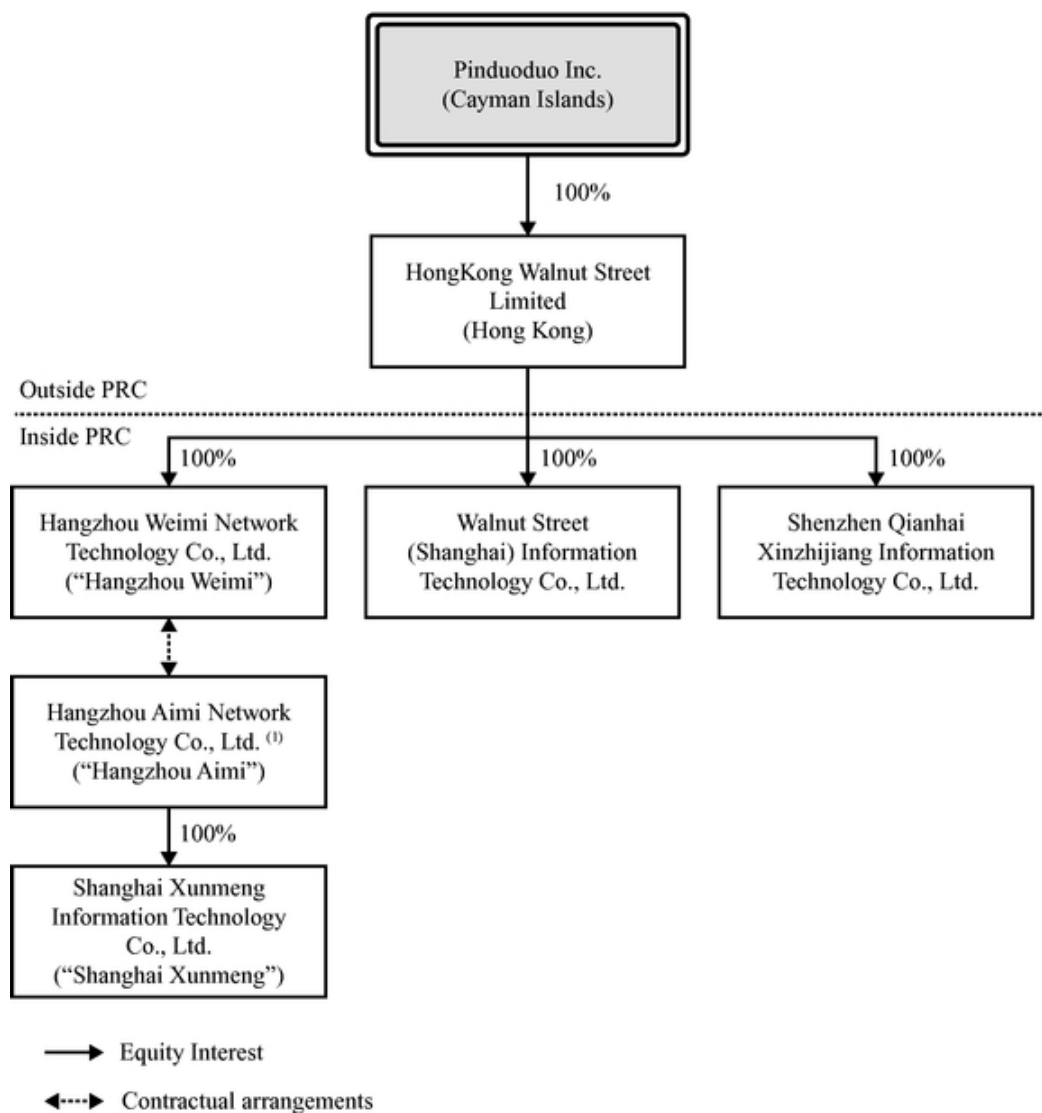 Pinduoduo Inc.
(Cayman Islands)
100%
HongKong Walnut Street
Limited
(Hong Kong)
Outside PRC
Inside PRC
100%
100%
100%
Hangzhou Weimi Network
Technology Co., Ltd.
(“Hangzhou Weimi”)
Walnut Street
(Shanghai) Information
Technology Co., Ltd.
Shenzhen Qianhai
Xinzhijiang Information
Technology Co., Ltd.
Hangzhou Aimi Network
Technology Co., Ltd. (1)
(“Hangzhou Aimi”)
100%
Shanghai Xunmeng
Information Technology
Co., Ltd.
(“Shanghai Xunmeng”)
Equity Interest
Contractual arrangements